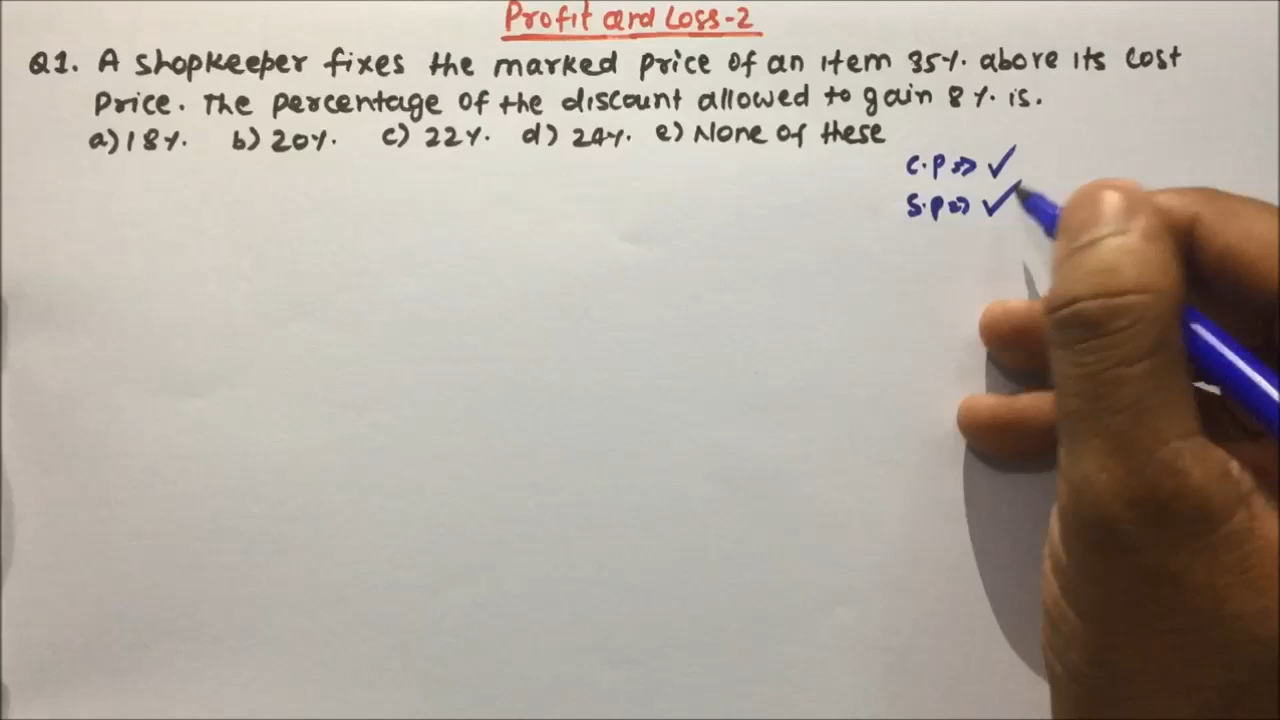 Profit and Loss-2
Q1. A shopkeeper fixes the marked price of an item 35% above its cost
Price. The percentage of the discount allowed to gain 8% is.
a) 18%. b) 20%. c) 22%. d) 24%. e) None of these
C.P => ✓
S.P => ✓